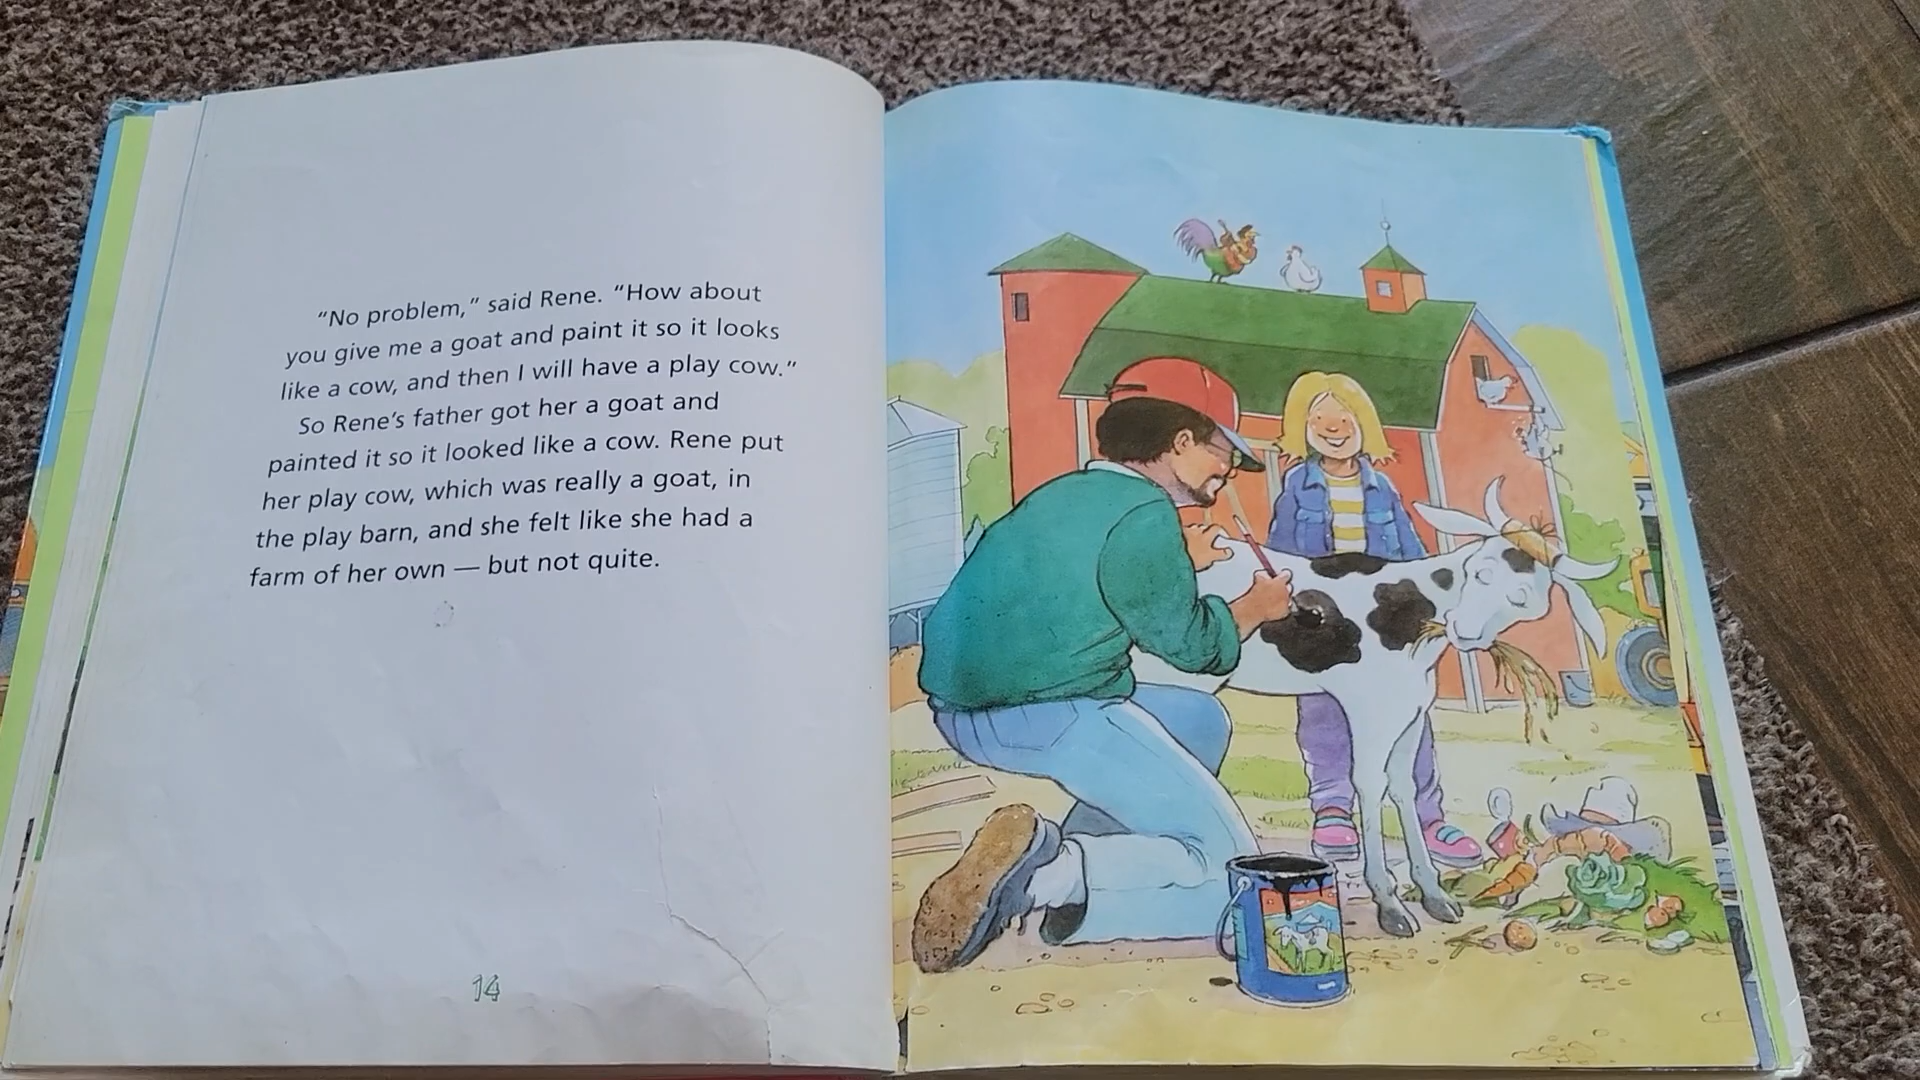 “No problem,” said Rene. “How about
you give me a goat and paint it so it looks
like a cow, and then I will have a play cow.”
So Rene’s father got her a goat and
painted it so it looked like a cow. Rene put
her play cow, which was really a goat, in
the play barn, and she felt like she had a
farm of her own — but not quite.
14